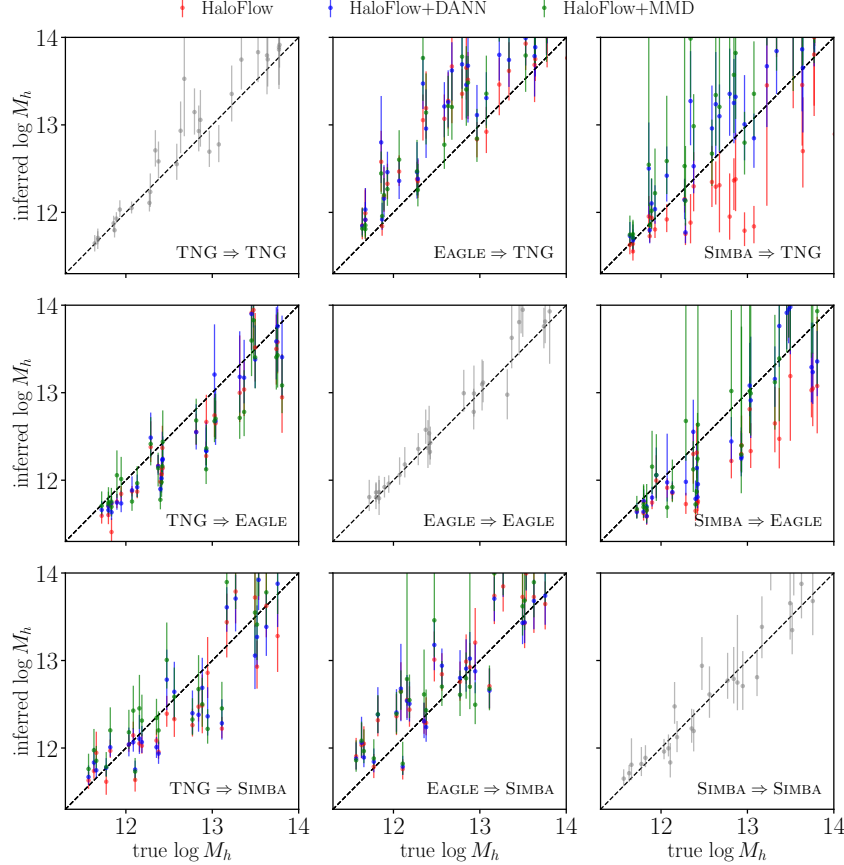 HaloFlow HaloFlow+DANN HaloFlow+MMD
14
13
12
inferred log M_h
TNG ⇒ TNG
EAGLE ⇒ TNG
SIMBA ⇒ TNG
14
13
12
inferred log M_h
TNG ⇒ EAGLE
EAGLE ⇒ EAGLE
SIMBA ⇒ EAGLE
14
13
12
inferred log M_h
TNG ⇒ SIMBA
EAGLE ⇒ SIMBA
SIMBA ⇒ SIMBA
12 13 14 12 13 14 12 13 14
true log M_h true log M_h true log M_h